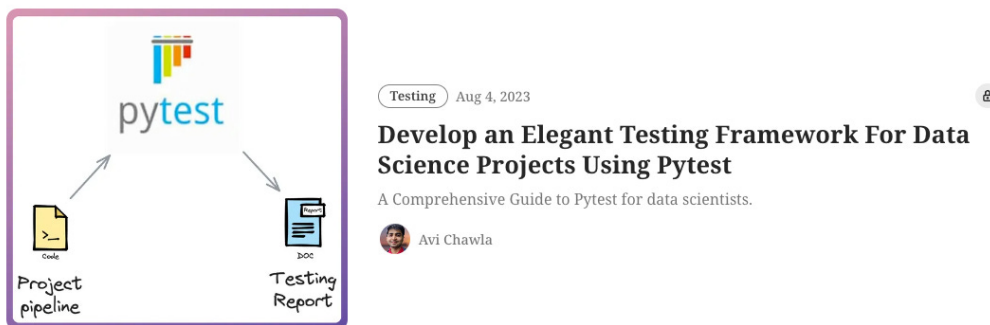 pytest
Code
Project
pipeline
Report
DOC
Testing
Report
Testing Aug 4, 2023
Develop an Elegant Testing Framework For Data
Science Projects Using Pytest
A Comprehensive Guide to Pytest for data scientists.
Avi Chawla